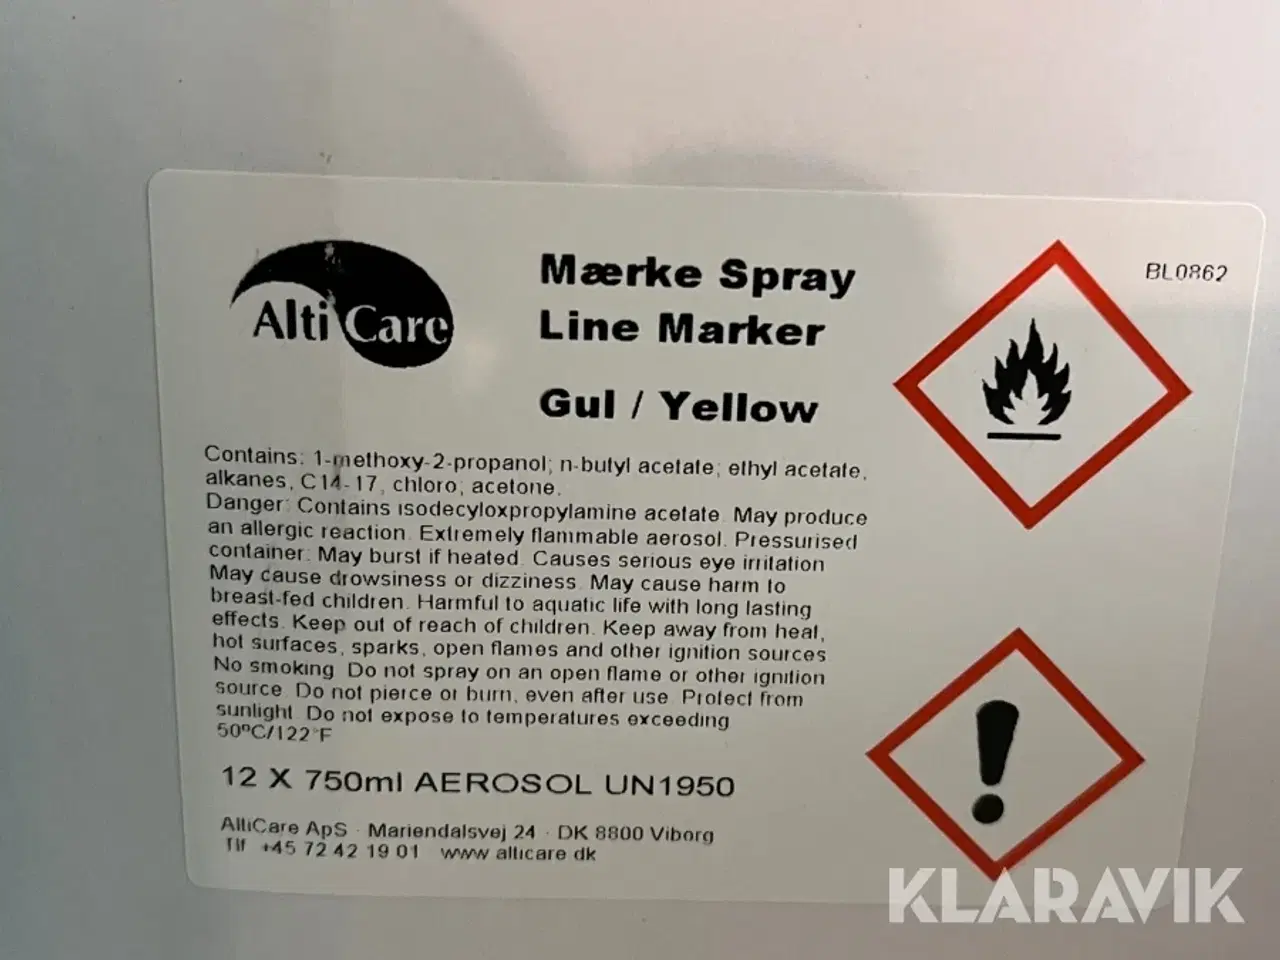 Alti Care
Mærke Spray
Line Marker
Gul / Yellow
BL0862
Contains: 1-methoxy-2-propanol; n-butyl acetate; ethyl acetate,
alkanes, C14-17, chloro; acetone.
Danger: Contains isodecyloxpropylamine acetate. May produce
an allergic reaction. Extremely flammable aerosol. Pressurised
container: May burst if heated. Causes serious eye irritation
May cause drowsiness or dizziness. May cause harm to
breast-fed children. Harmful to aquatic life with long lasting
effects. Keep out of reach of children. Keep away from heat,
hot surfaces, sparks, open flames and other ignition sources
No smoking. Do not spray on an open flame or other ignition
source. Do not pierce or burn, even after use. Protect from
sunlight. Do not expose to temperatures exceeding
50ºC/122°F
12 X 750ml AEROSOL UN1950
AltiCare ApS · Mariendalsvej 24 · DK 8800 Viborg
Tlf +45 72 42 19 01 www.alticare.dk
KLARAVIK